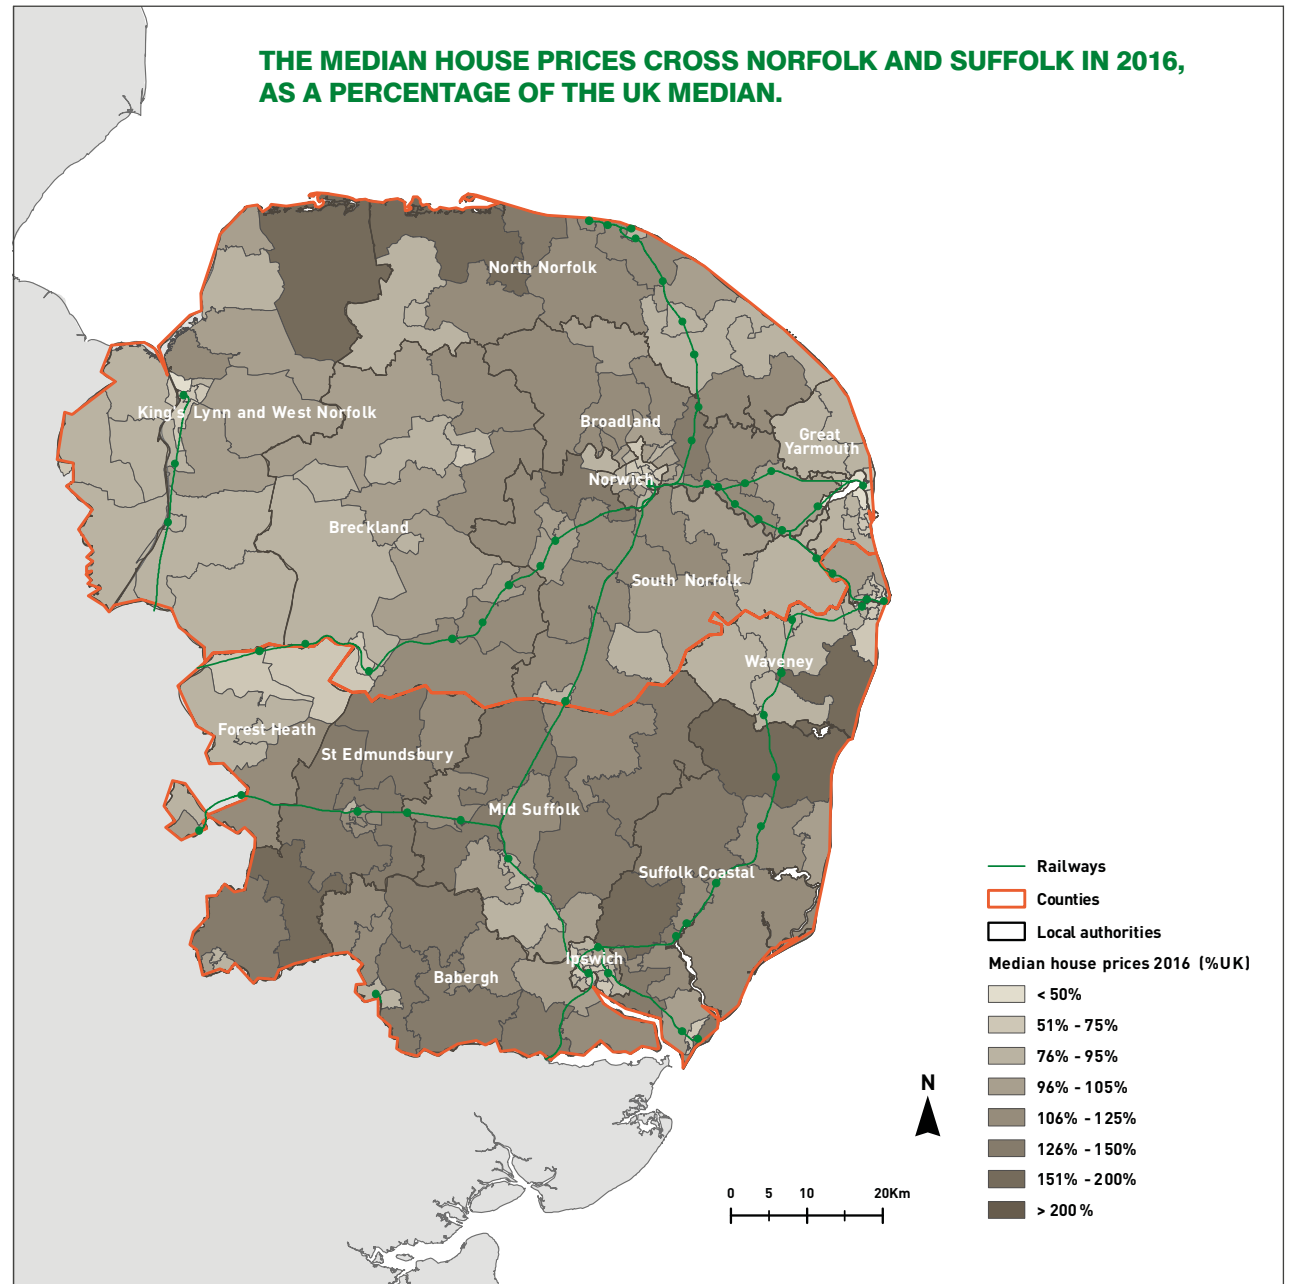 THE MEDIAN HOUSE PRICES CROSS NORFOLK AND SUFFOLK IN 2016,
AS A PERCENTAGE OF THE UK MEDIAN.
North Norfolk
King's Lynn and West Norfolk
Broadland
Great
Yarmouth
Norwich
Breckland
South Norfolk
Waveney
Forest Heath
St Edmundsbury
Mid Suffolk
Suffolk Coastal
Ipswich
Babergh
Railways
Counties
Local authorities
Median house prices 2016 (%UK)
< 50%
51% - 75%
76% - 95%
96% - 105%
106% - 125%
126% - 150%
151% - 200%
> 200 %
N
0 5 10 20Km